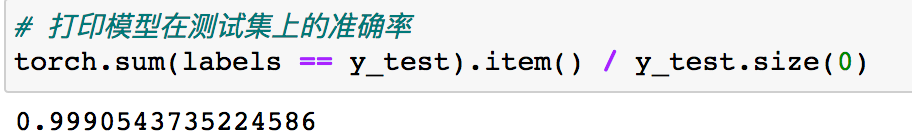 # 打印模型在测试集上的准确率
torch.sum(labels == y_test).item() / y_test.size(0)
0.9990543735224586